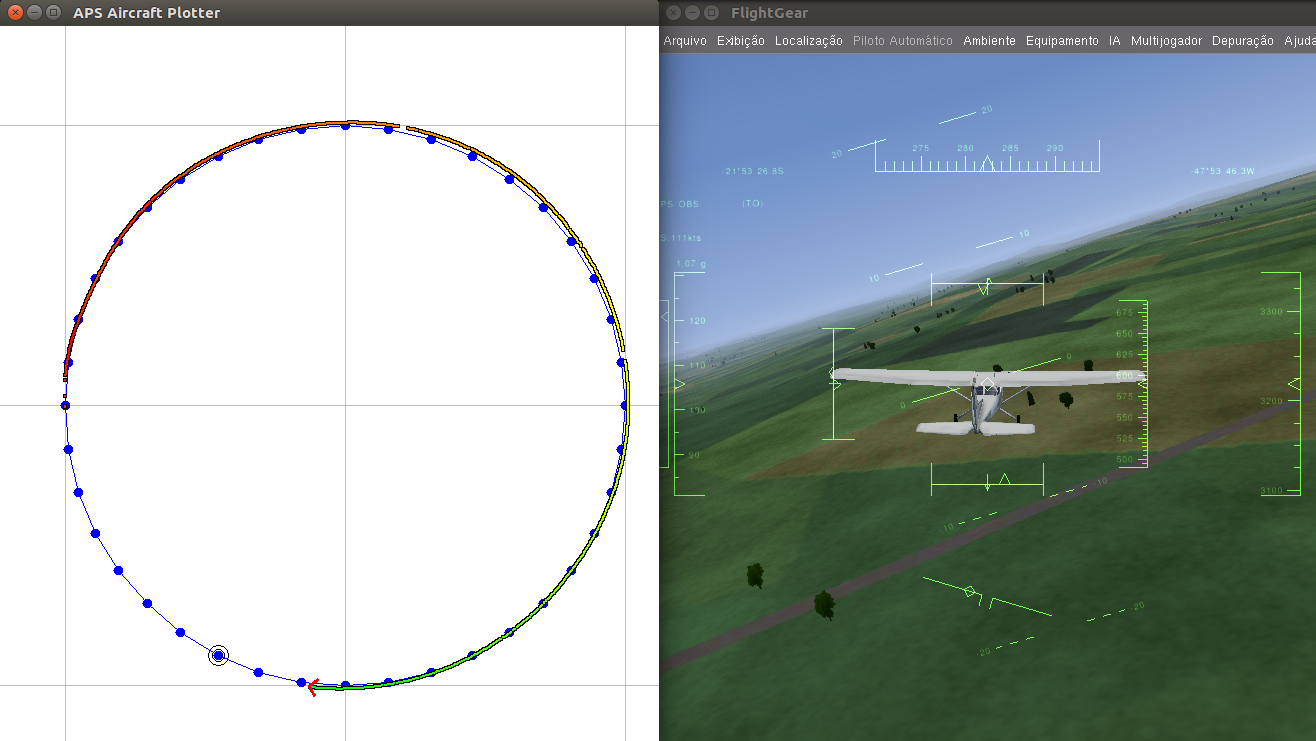 APS Aircraft Plotter
FlightGear
Arquivo Exibição Localização Piloto Automático Ambiente Equipamento IA Multijogador Depuração Ajuda
20
20
275 280 285 290
-21°53 26.8S
-47°53 46.3W
PS OBS: (TO)
S 111kts
1.07 g
10
10
120
110
100
90
0
0
675
650
625
600
575
550
525
500
3300
3200
3100
10
10
-20
-20